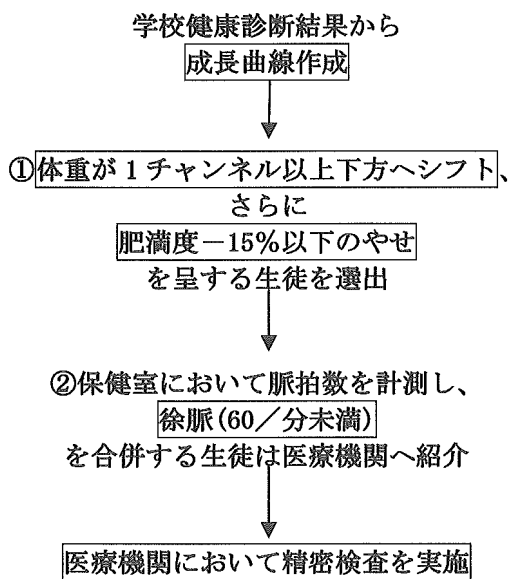 学校健康診断結果から
成長曲線作成
①体重が1チャンネル以上下方へシフト、
さらに
肥満度−15%以下のやせ
を呈する生徒を選出
②保健室において脈拍数を計測し、
徐脈(60/分未満)
を合併する生徒は医療機関へ紹介
医療機関において精密検査を実施